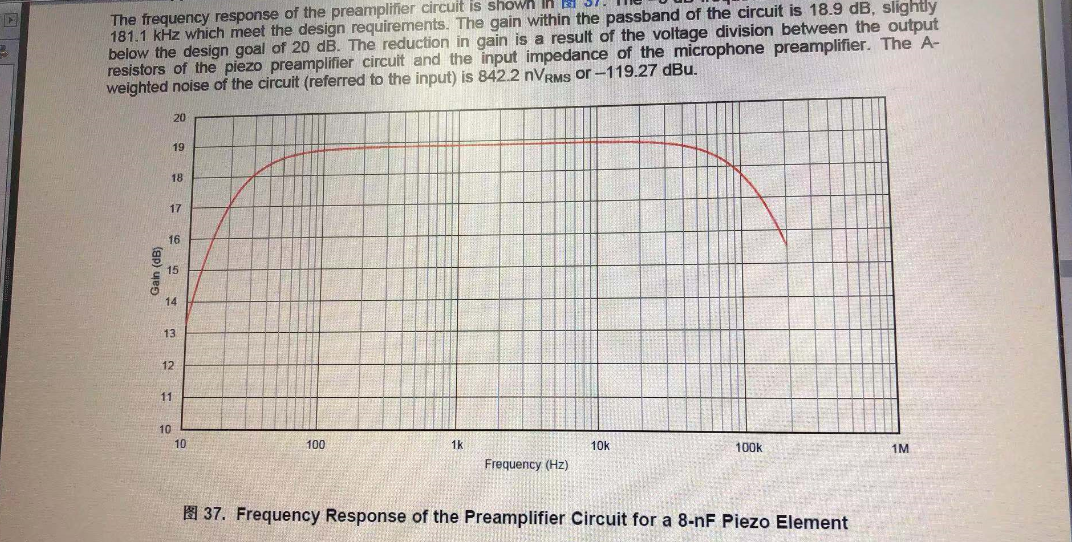 The frequency response of the preamplifier circuit is shown in 图 37. The
181.1 kHz which meet the design requirements. The gain within the passband of the circuit is 18.9 dB, slightly
below the design goal of 20 dB. The reduction in gain is a result of the voltage division between the output
resistors of the piezo preamplifier circuit and the input impedance of the microphone preamplifier. The A-
weighted noise of the circuit (referred to the input) is 842.2 nVRMS or –119.27 dBu.
20
19
18
17
16
15
14
13
12
11
10
Gain (dB)
10 100 1k 10k 100k 1M
Frequency (Hz)
图 37. Frequency Response of the Preamplifier Circuit for a 8-nF Piezo Element